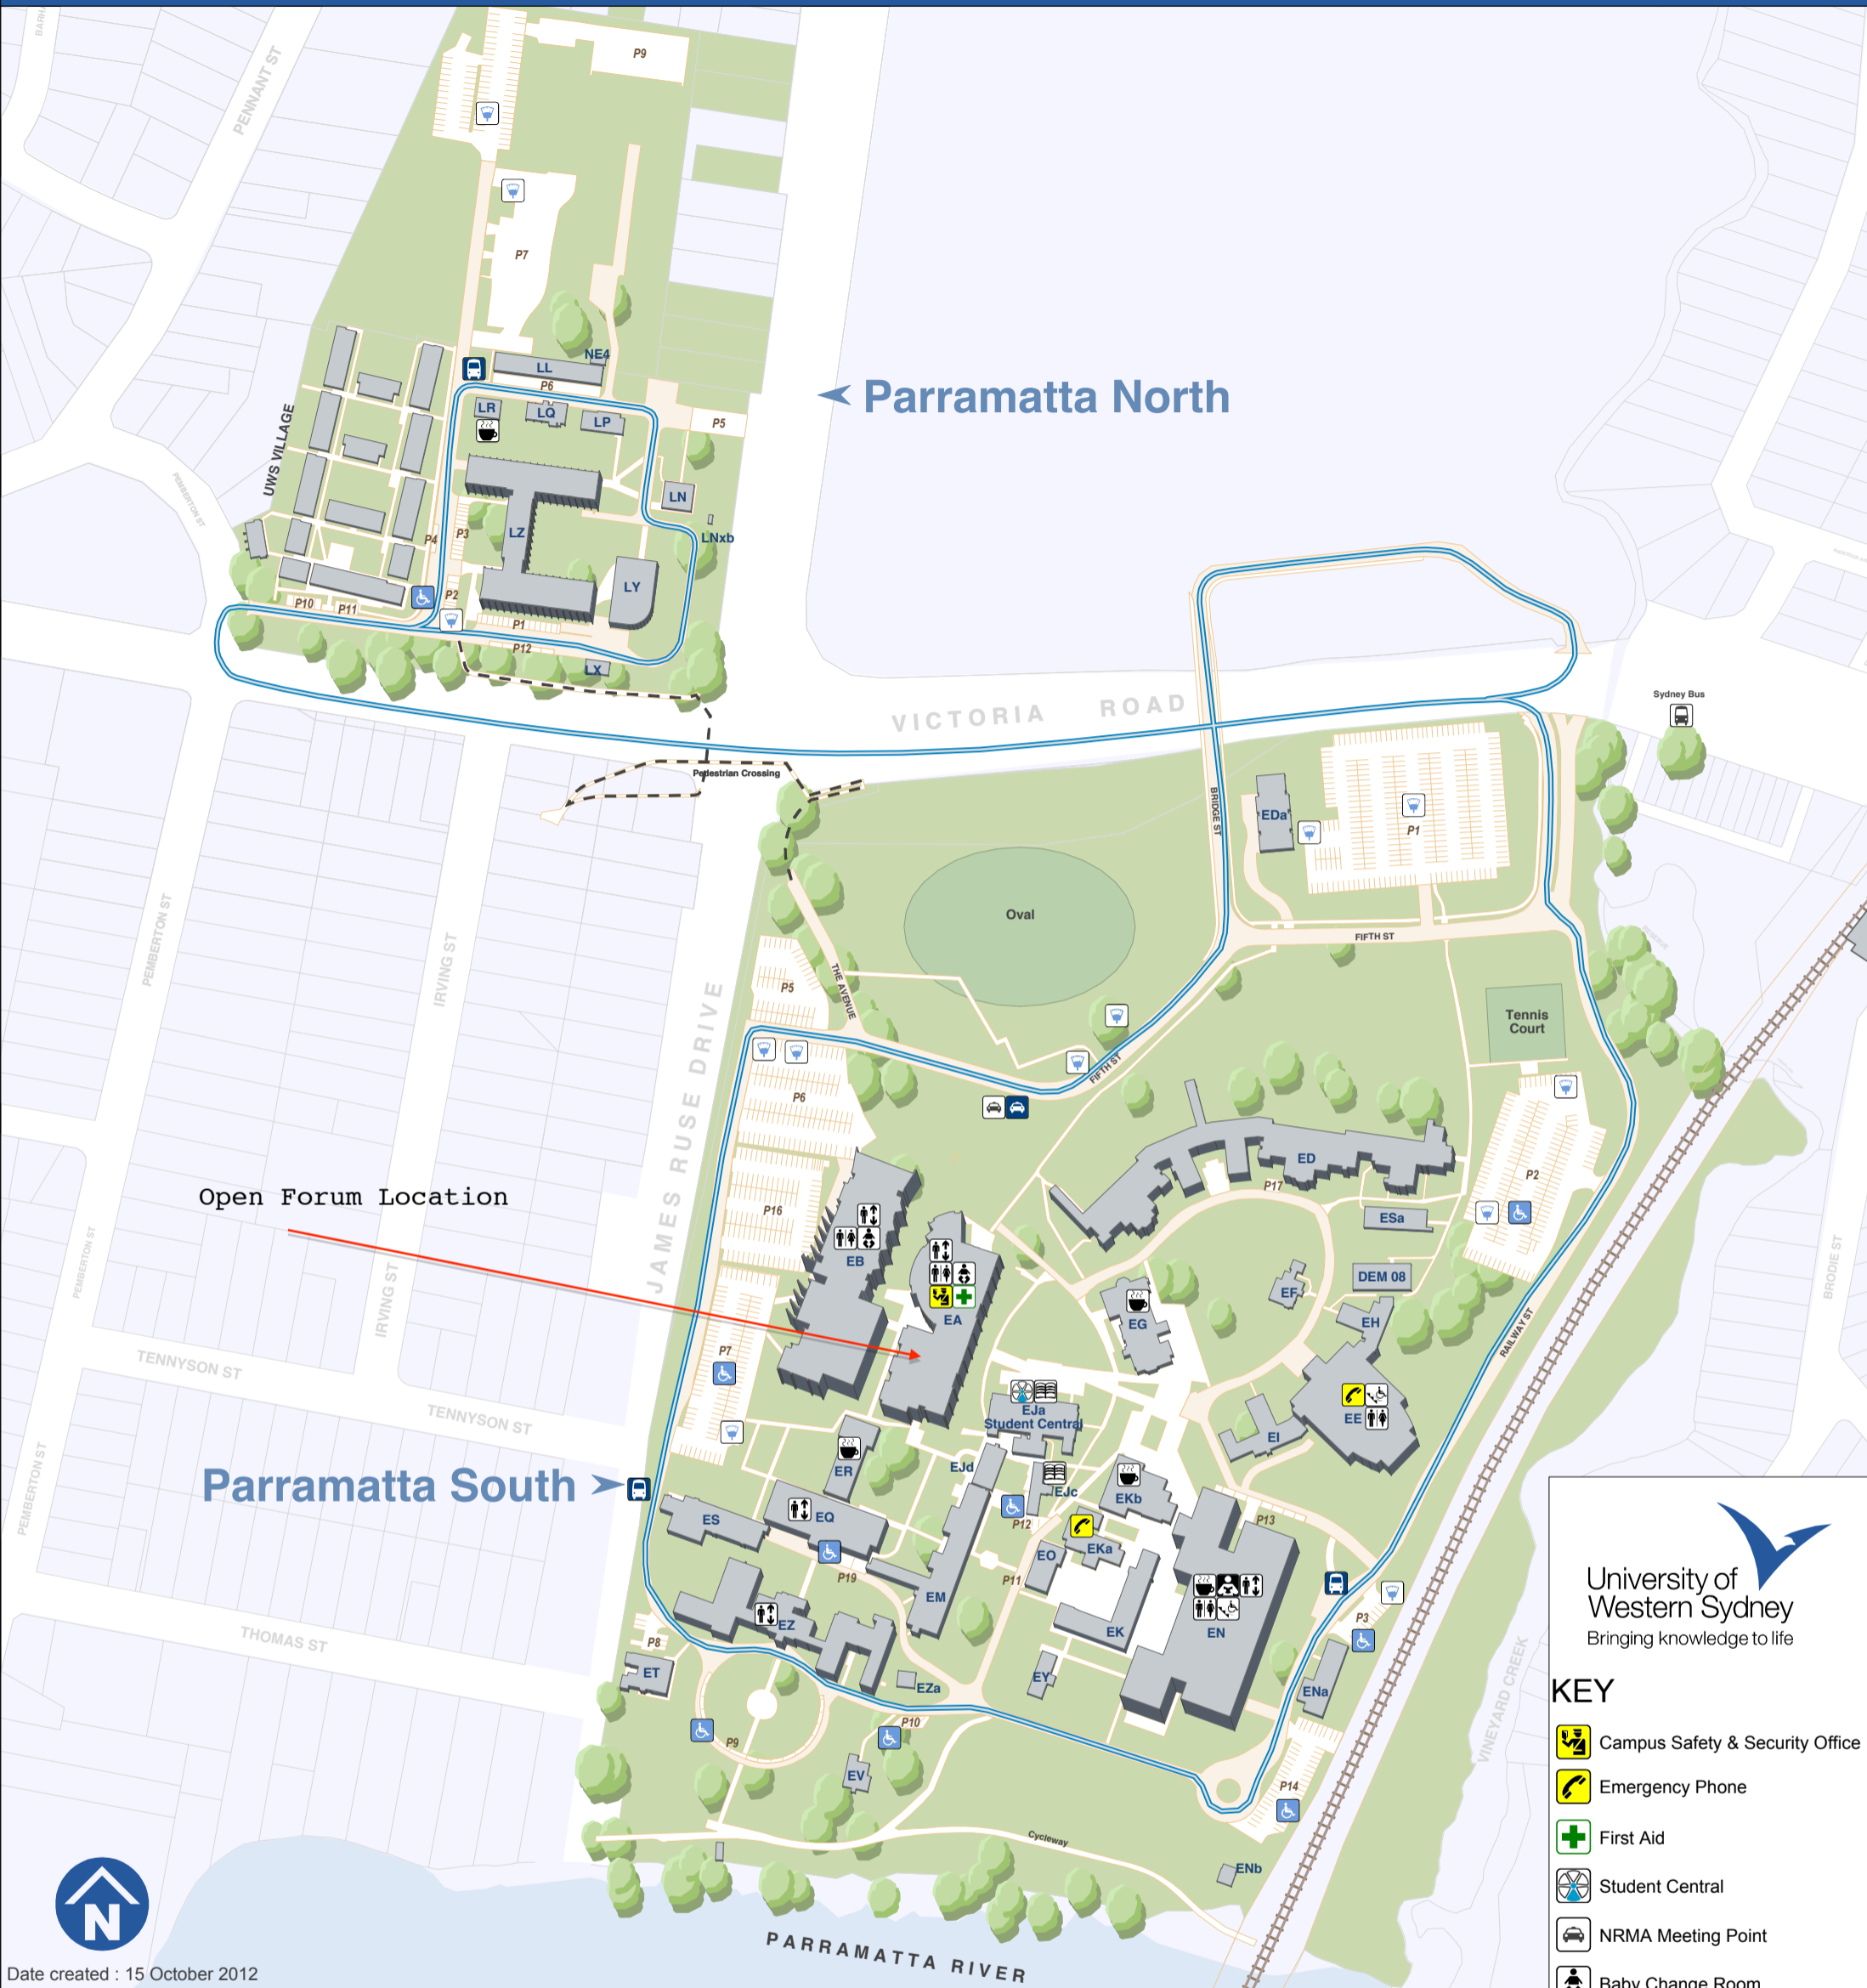 BARH
PENNANT ST
P9
P7
NE4
LL
P6
LR
LQ
LP
P5
Parramatta North
UWS VILLAGE
PEMBERTON ST
LN
LZ
P3
P4
LNxb
LY
P2
P10
P11
P1
P12
LX
VICTORIA ROAD
Sydney Bus
Pedestrian Crossing
BRIDGE ST
EDa
P1
Oval
FIFTH ST
PEMBERTON ST
IRVING ST
THE AVENUE
P5
Tennis
Court
FIFTH ST
P6
JAMES RUSE DRIVE
ED
P17
P2
Open Forum Location
P16
ESa
EB
EA
DEM 08
EF
EG
EH
PEMBERTON ST
IRVING ST
BRODIE ST
RAILWAY ST
P7
TENNYSON ST
TENNYSON ST
EJa
Student Central
EE
EI
ER
EJd
EJc
EKb
Parramatta South
PEMBERTON ST
ES
EQ
P12
P13
EKa
EO
P19
P11
EM
EZ
EK
EN
P3
THOMAS ST
P8
ET
EY
EZa
ENa
P10
P9
EV
P14
VINEYARD CREEK
Cycleway
ENb
PARRAMATTA RIVER
University of
Western Sydney
Bringing knowledge to life
KEY
Campus Safety & Security Office
Emergency Phone
First Aid
Student Central
NRMA Meeting Point
Baby Change Room
N
Date created : 15 October 2012